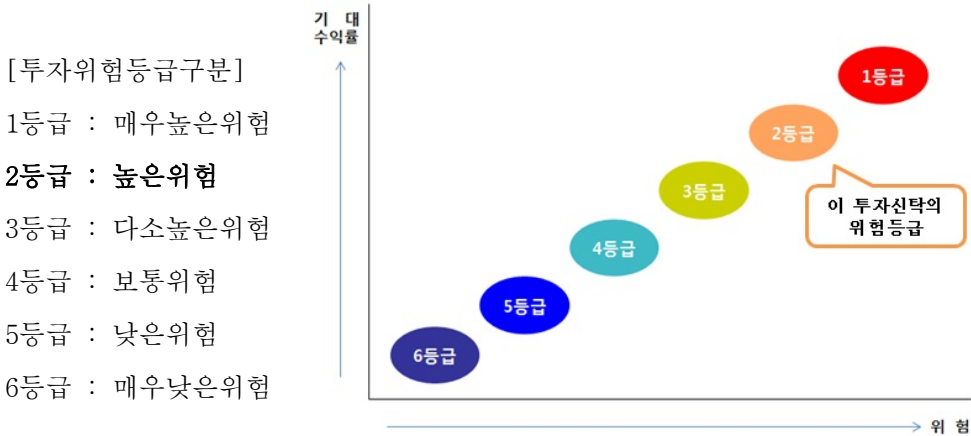 [투자위험등급구분]
1등급 : 매우높은위험
2등급 : 높은위험
3등급 : 다소높은위험
4등급 : 보통위험
5등급 : 낮은위험
6등급 : 매우낮은위험
기 대
수익률
1등급
2등급
이 투자신탁의
위험등급
3등급
4등급
5등급
6등급
위 험